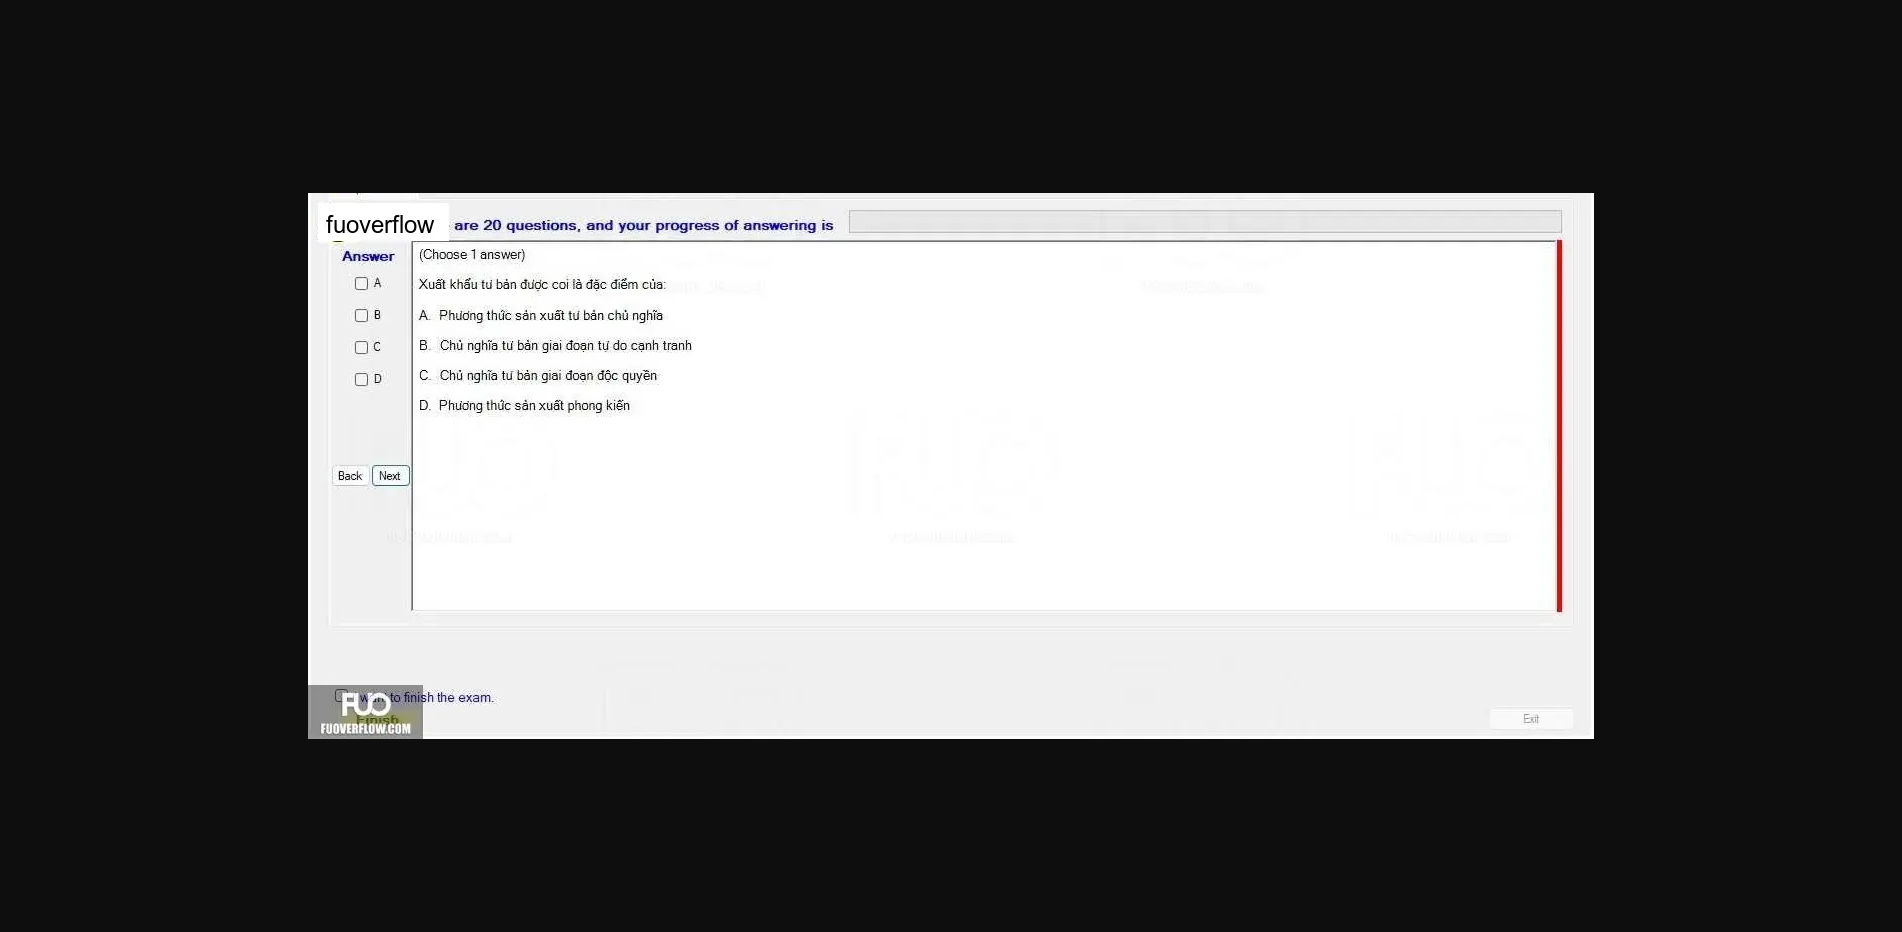 fuoverflow
are 20 questions, and your progress of answering is
Answer
(Choose 1 answer)
A
Xuất khẩu tư bản được coi là đặc điểm của:
B
A. Phương thức sản xuất tư bản chủ nghĩa
C
B. Chủ nghĩa tư bản giai đoạn tự do cạnh tranh
D
C. Chủ nghĩa tư bản giai đoạn độc quyền
D. Phương thức sản xuất phong kiến
Back Next
want to finish the exam.
FUO
Finish
FUOVERFLOW.COM
Exit